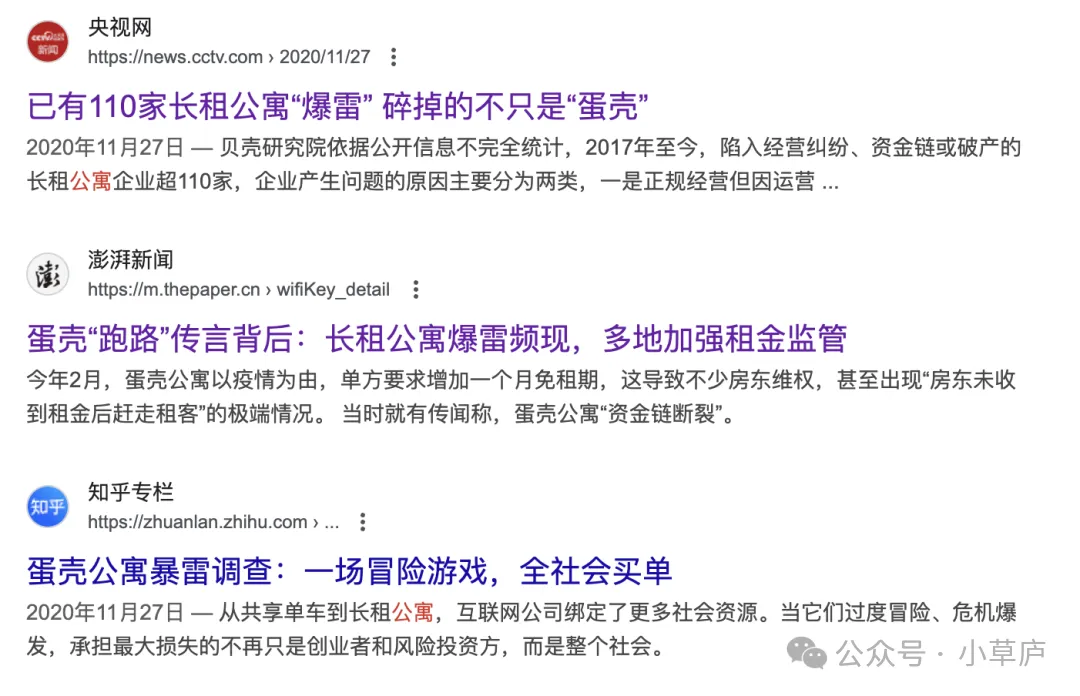 央视网
https://news.cctv.com › 2020/11/27
已有110家长租公寓“爆雷” 碎掉的不只是“蛋壳”
2020年11月27日 — 贝壳研究院依据公开信息不完全统计，2017年至今，陷入经营纠纷、资金链或破产的
长租公寓企业超110家，企业产生问题的原因主要分为两类，一是正规经营但因运营 ...
澎湃新闻
https://m.thepaper.cn › wifiKey_detail
蛋壳“跑路”传言背后：长租公寓爆雷频现，多地加强租金监管
今年2月，蛋壳公寓以疫情为由，单方要求增加一个月免租期，这导致不少房东维权，甚至出现“房东未收
到租金后赶走租客”的极端情况。 当时就有传闻称，蛋壳公寓“资金链断裂”。
知乎
知乎专栏
https://zhuanlan.zhihu.com › ...
蛋壳公寓暴雷调查：一场冒险游戏，全社会买单
2020年11月27日 — 从共享单车到长租公寓，互联网公司绑定了更多社会资源。当它们过度冒险、危机爆
发，承担最大损失的不再只是创业者和风险投资方，而是整个社会。
公众号 · 小草庐